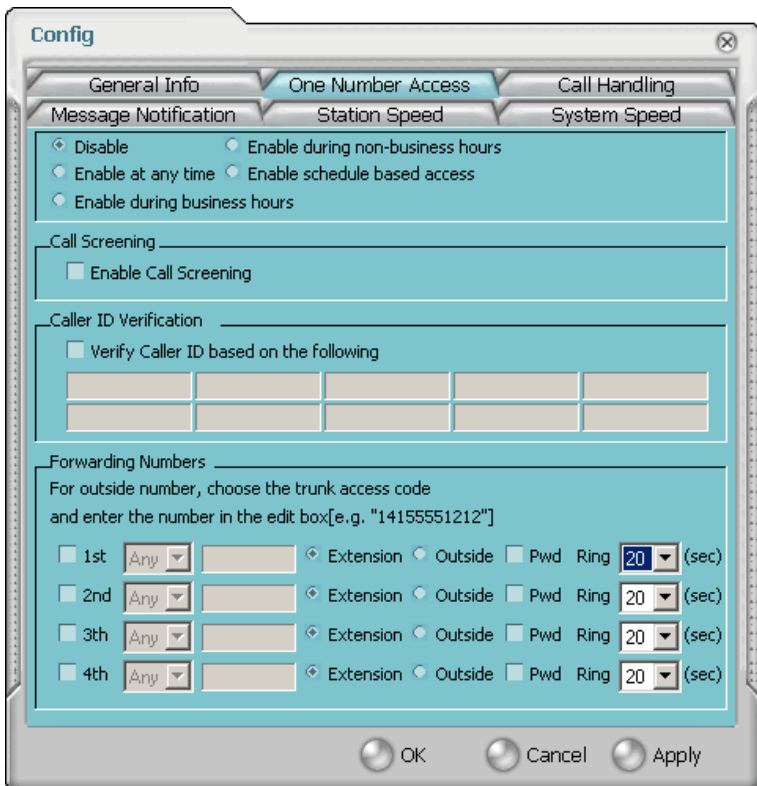 Config
General Info One Number Access Call Handling
Message Notification Station Speed System Speed
Disable Enable during non-business hours
Enable at any time Enable schedule based access
Enable during business hours
Call Screening
Enable Call Screening
Caller ID Verification
Verify Caller ID based on the following
Forwarding Numbers
For outside number, choose the trunk access code
and enter the number in the edit box[e.g. "14155551212"]
1st Any Extension Outside Pwd Ring 20 (sec)
2nd Any Extension Outside Pwd Ring 20 (sec)
3th Any Extension Outside Pwd Ring 20 (sec)
4th Any Extension Outside Pwd Ring 20 (sec)
OK Cancel Apply